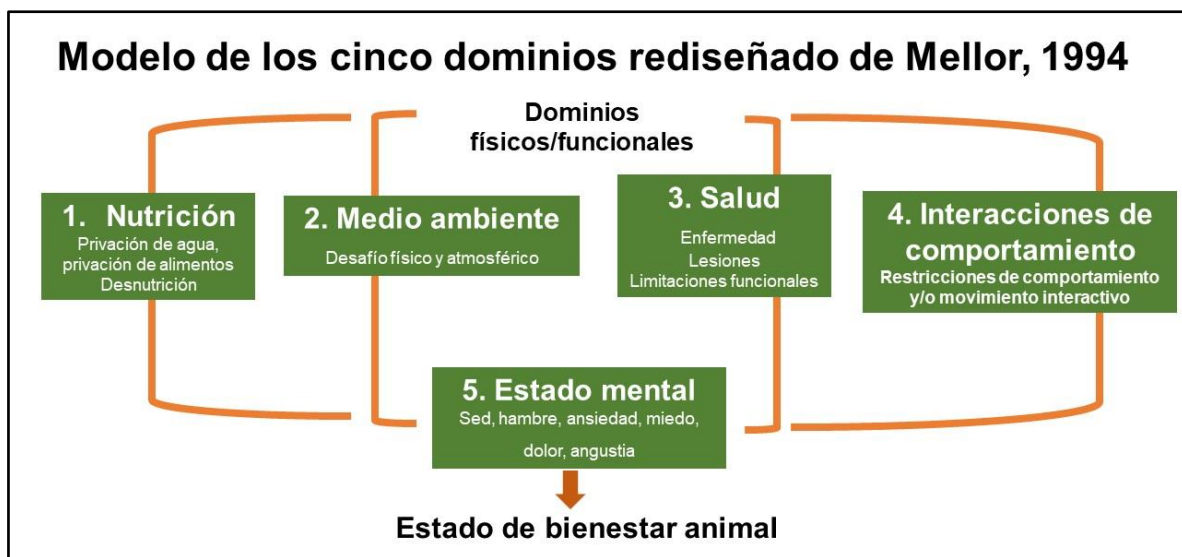 Modelo de los cinco dominios rediseñado de Mellor, 1994
Dominios
físicos/funcionales
1. Nutrición
Privación de agua,
privación de alimentos
Desnutrición
2. Medio ambiente
Desafío físico y atmosférico
3. Salud
Enfermedad
Lesiones
Limitaciones funcionales
4. Interacciones de
comportamiento
Restricciones de comportamiento
y/o movimiento interactivo
5. Estado mental
Sed, hambre, ansiedad, miedo,
dolor, angustia
Estado de bienestar animal